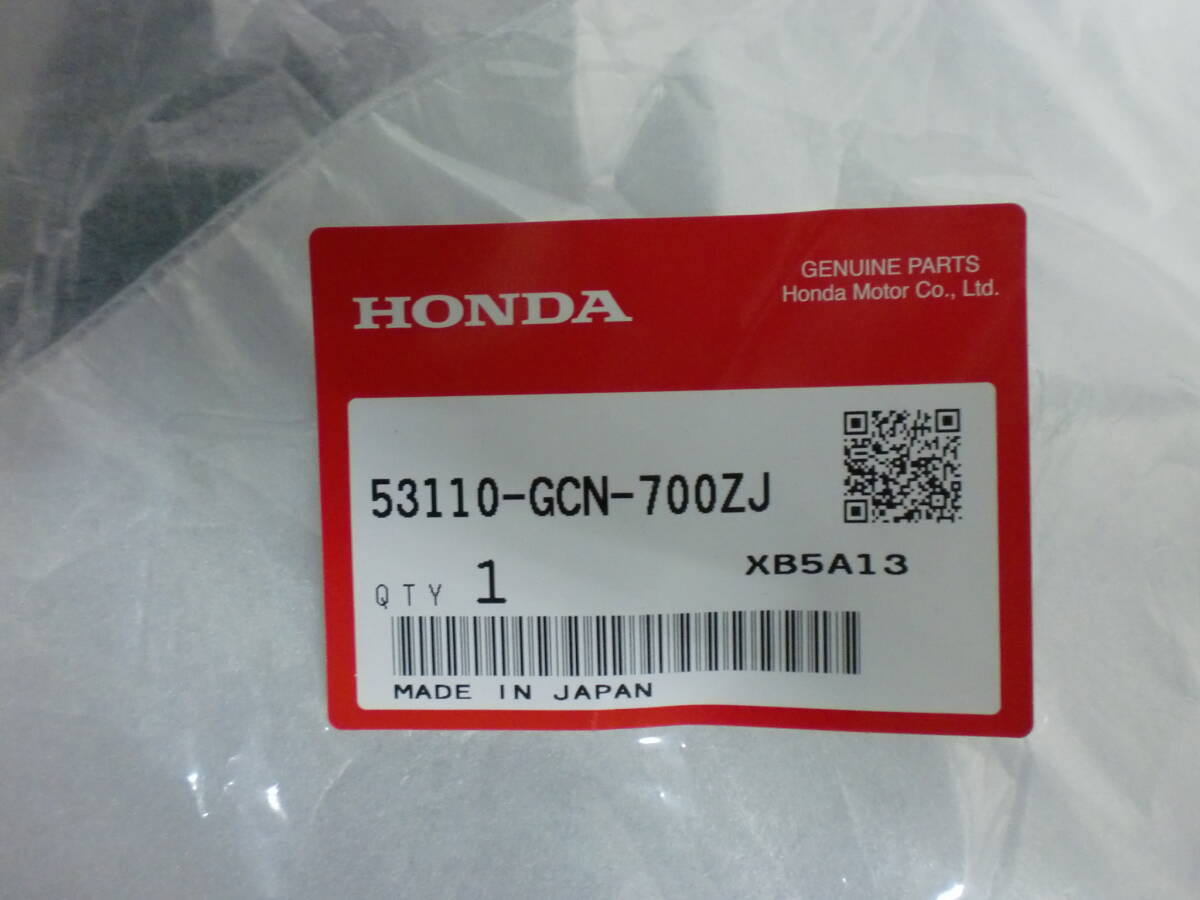 HONDA
GENUINE PARTS
Honda Motor Co., Ltd.
53110-GCN-700ZJ
XB5A13
QTY 1
MADE IN JAPAN